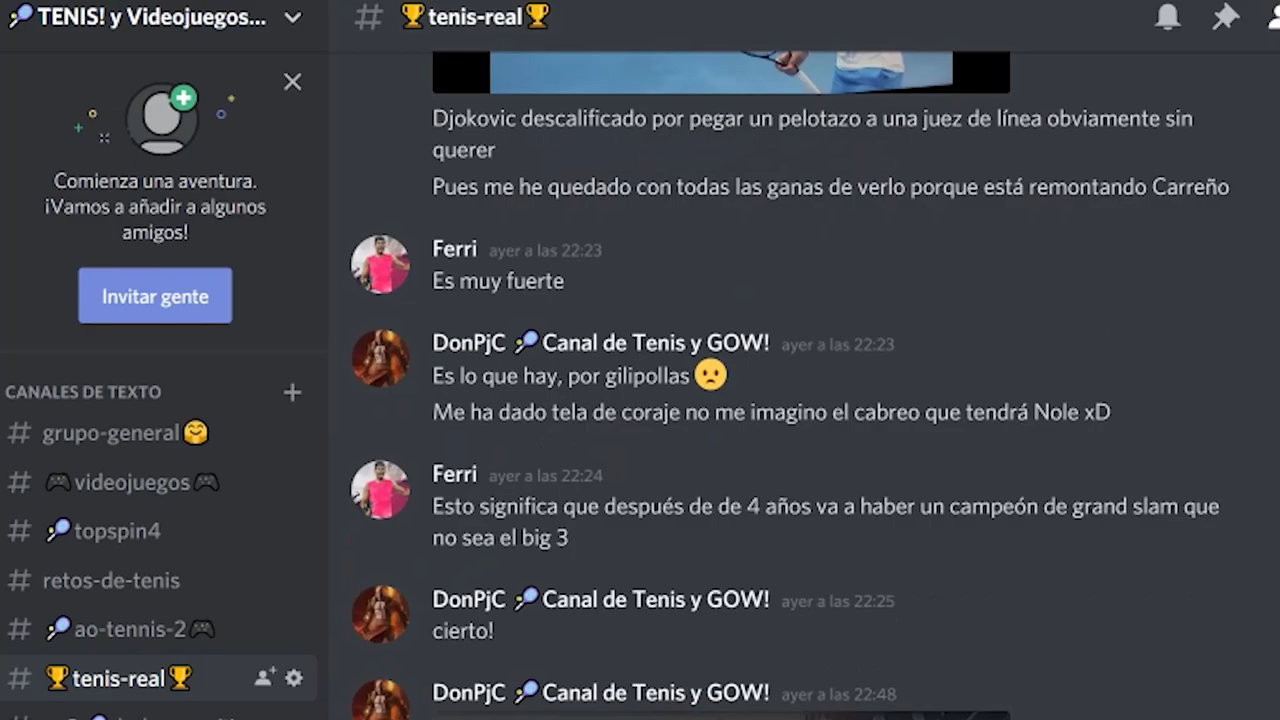 TENIS! y Videojuegos...
Comienza una aventura.
¡Vamos a añadir a algunos
amigos!
Invitar gente
CANALES DE TEXTO
grupo-general🤗
🎮videojuegos🎮
🎾topspin4
retos-de-tenis
🎾ao-tennis-2🎮
🏆tenis-real🏆
# 🏆tenis-real🏆
Djokovic descalificado por pegar un pelotazo a una juez de línea obviamente sin
querer
Pues me he quedado con todas las ganas de verlo porque está remontando Carreño
Ferri ayer a las 22:23
Es muy fuerte
DonPjC 🎾Canal de Tenis y GOW! ayer a las 22:23
Es lo que hay, por gilipollas 🙁
Me ha dado tela de coraje no me imagino el cabreo que tendrá Nole xD
Ferri ayer a las 22:24
Esto significa que después de de 4 años va a haber un campeón de grand slam que
no sea el big 3
DonPjC 🎾Canal de Tenis y GOW! ayer a las 22:25
cierto!
DonPjC 🎾Canal de Tenis y GOW! ayer a las 22:48